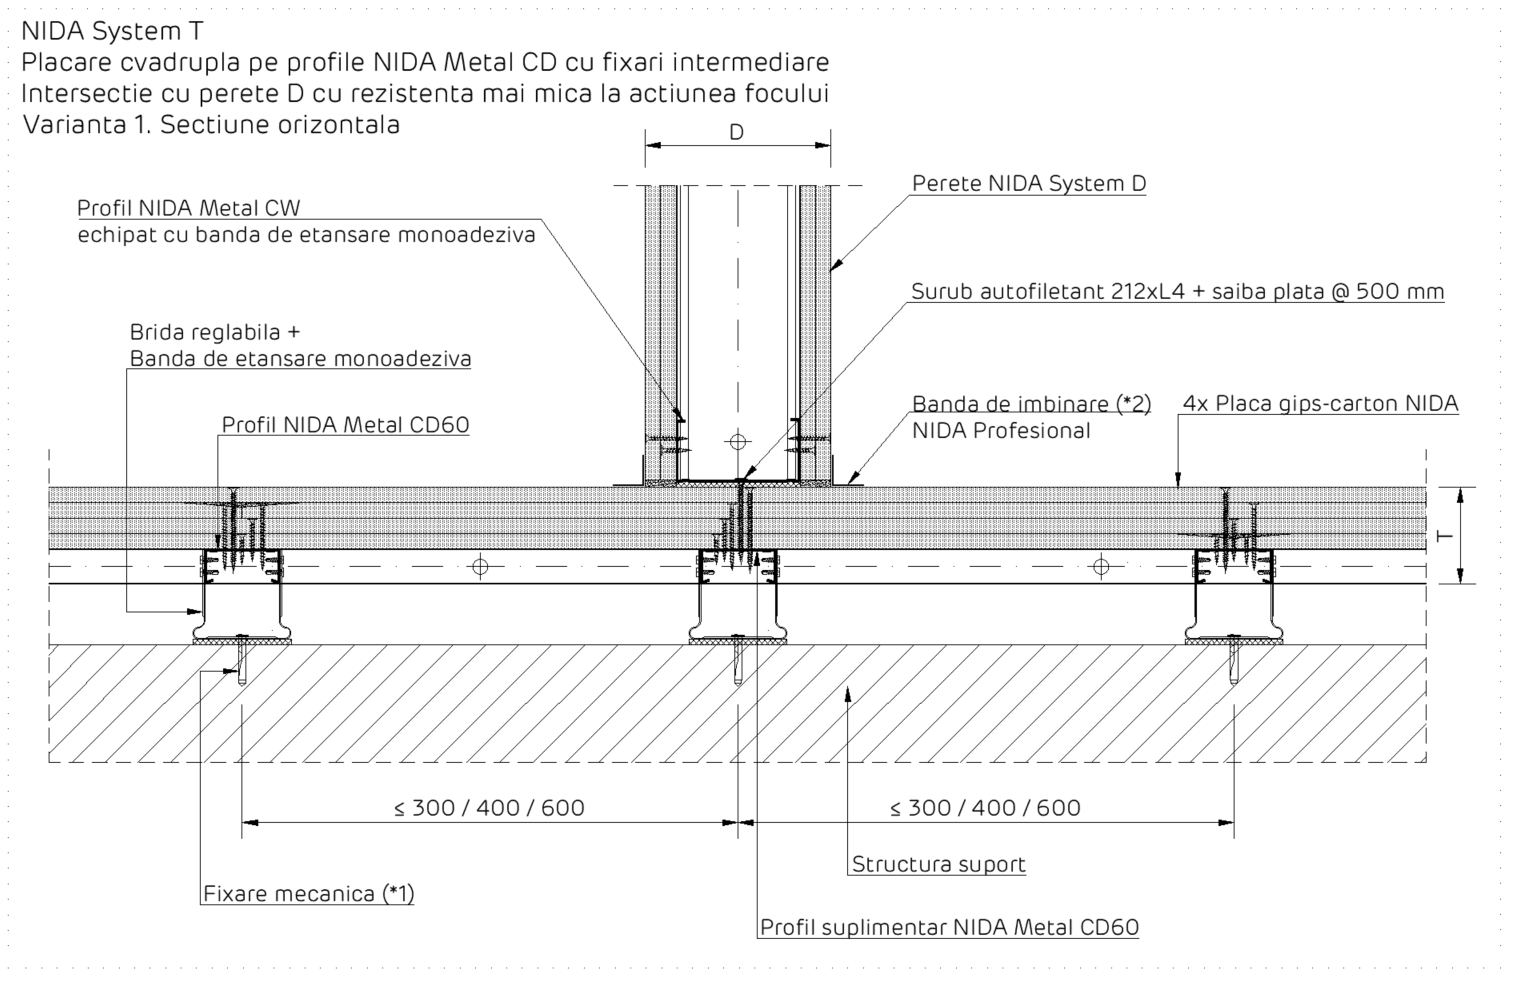 NIDA System T
Placare cvadrupla pe profile NIDA Metal CD cu fixari intermediare
Intersectie cu perete D cu rezistenta mai mica la actiunea focului
Varianta 1. Sectiune orizontala
D
Perete NIDA System D
Profil NIDA Metal CW
echipat cu banda de etansare monoadeziva
Surub autofiletant 212xL4 + saiba plata @ 500 mm
Brida reglabila +
Banda de etansare monoadeziva
Banda de imbinare (*2)
NIDA Profesional
4x Placa gips-carton NIDA
Profil NIDA Metal CD60
T
≤ 300 / 400 / 600
≤ 300 / 400 / 600
Structura suport
Fixare mecanica (*1)
Profil suplimentar NIDA Metal CD60